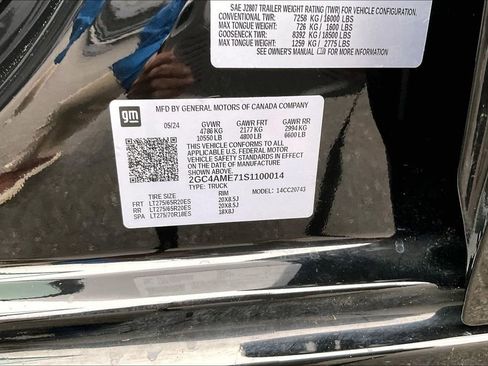 SAE J2807 TRAILER WEIGHT RATING (TWR) FOR VEHICLE CONFIGURATION.
CONVENTIONAL TWR: 7258 KG / 16000 LBS
MAX TONGUE WEIGHT: 726 KG / 1600 LBS
GOOSENECK TWR: 8392 KG / 18500 LBS
MAX TONGUE WEIGHT: 1259 KG / 2775 LBS
SEE OWNER'S MANUAL FOR MORE INFORMATION.
gm
MFD BY GENERAL MOTORS OF CANADA COMPANY
05/24 GVWR GAWR FRT GAWR RR
4786 KG 2177 KG 2994 KG
10550 LB 4800 LB 6600 LB
THIS VEHICLE CONFORMS TO ALL
APPLICABLE U.S. FEDERAL MOTOR
VEHICLE SAFETY STANDARDS IN
EFFECT ON THE DATE OF
MANUFACTURE SHOWN ABOVE.
2GC4AME71S1100014
TYPE: TRUCK MODEL: 14CC20743
TIRE SIZE RIM
FRT LT275/65R20ES 20X8.5J
RR LT275/65R20ES 20X8.5J
SPA LT275/70R18ES 18X8J